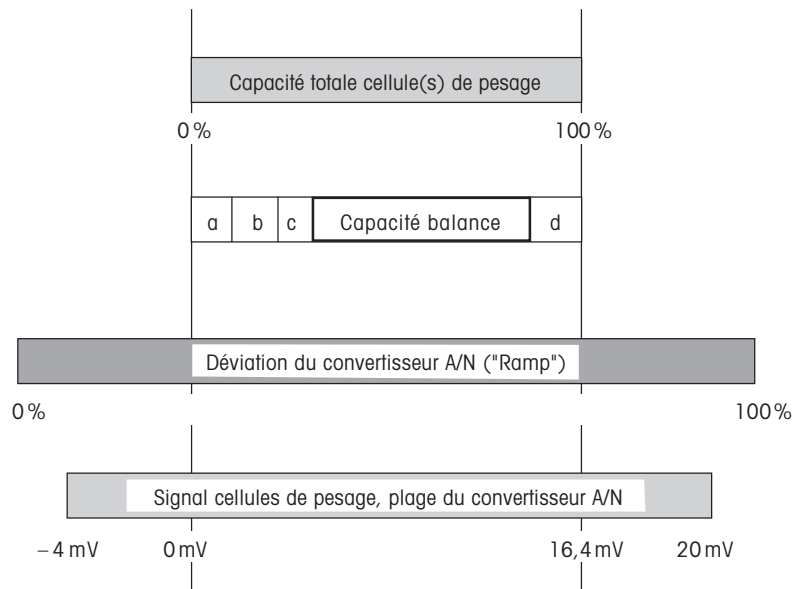 Capacité totale cellule(s) de pesage
0 % 100 %
a b c Capacité balance d
Déviation du convertisseur A/N ("Ramp")
0 % 100 %
Signal cellules de pesage, plage du convertisseur A/N
– 4 mV 0 mV 16,4 mV 20 mV